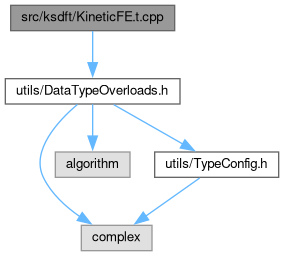 src/ksdft/KineticFE.t.cpp
utils/DataTypeOverloads.h
algorithm
utils/TypeConfig.h
complex